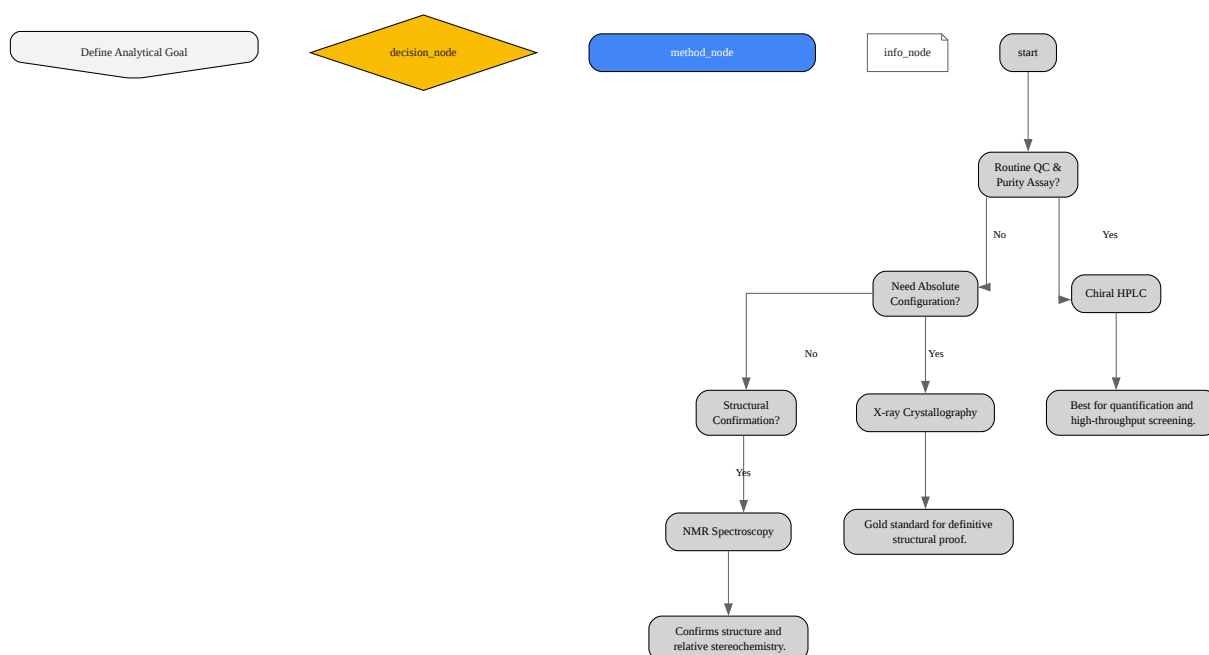 Define Analytical Goal
decision_node
method_node
info_node
start
Routine QC &
Purity Assay?
No
Yes
Need Absolute
Configuration?
Chiral HPLC
No
Yes
Structural
Confirmation?
X-ray Crystallography
Best for quantification and
high-throughput screening.
Yes
NMR Spectroscopy
Gold standard for definitive
structural proof.
Confirms structure and
relative stereochemistry.